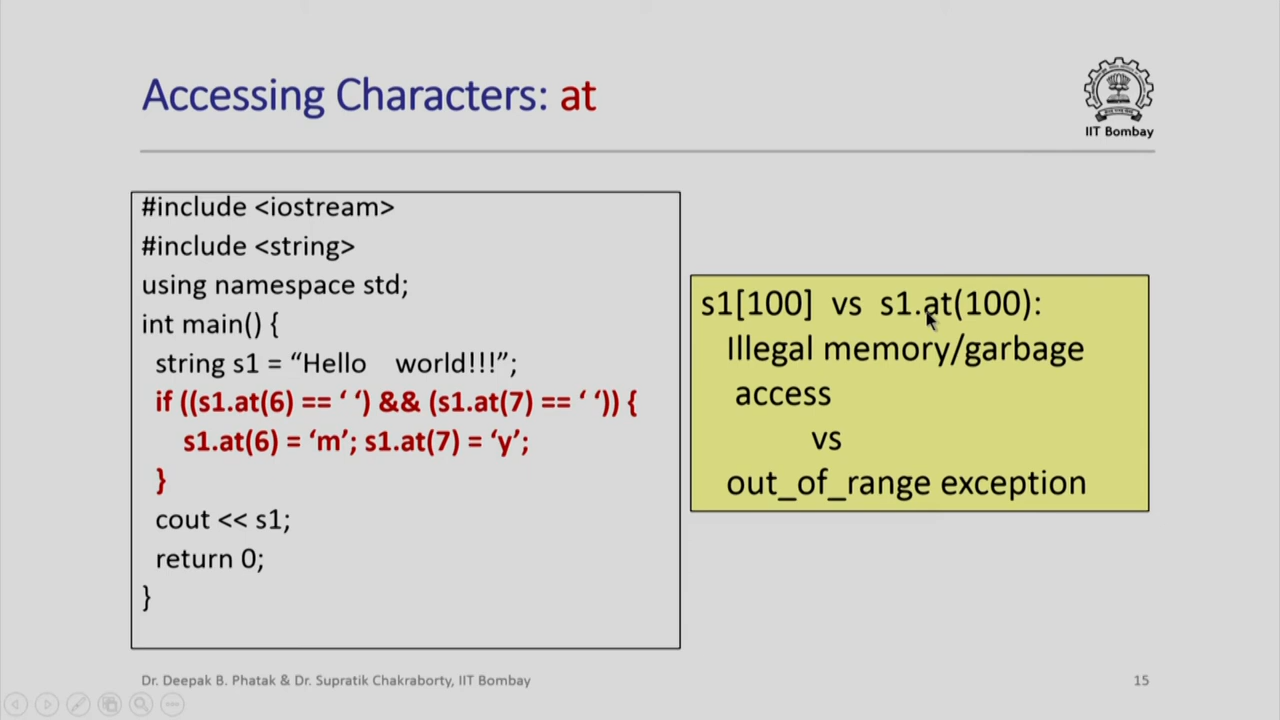 Accessing Characters: at
IIT Bombay
#include <iostream>
#include <string>
using namespace std;
int main() {
string s1 = “Hello    world!!!”;
if ((s1.at(6) == ‘ ‘) && (s1.at(7) == ‘ ‘)) {
s1.at(6) = ‘m’; s1.at(7) = ‘y’;
}
cout << s1;
return 0;
}
s1[100]  vs  s1.at(100):
Illegal memory/garbage
access
vs
out_of_range exception
Dr. Deepak B. Phatak & Dr. Supratik Chakraborty, IIT Bombay
15